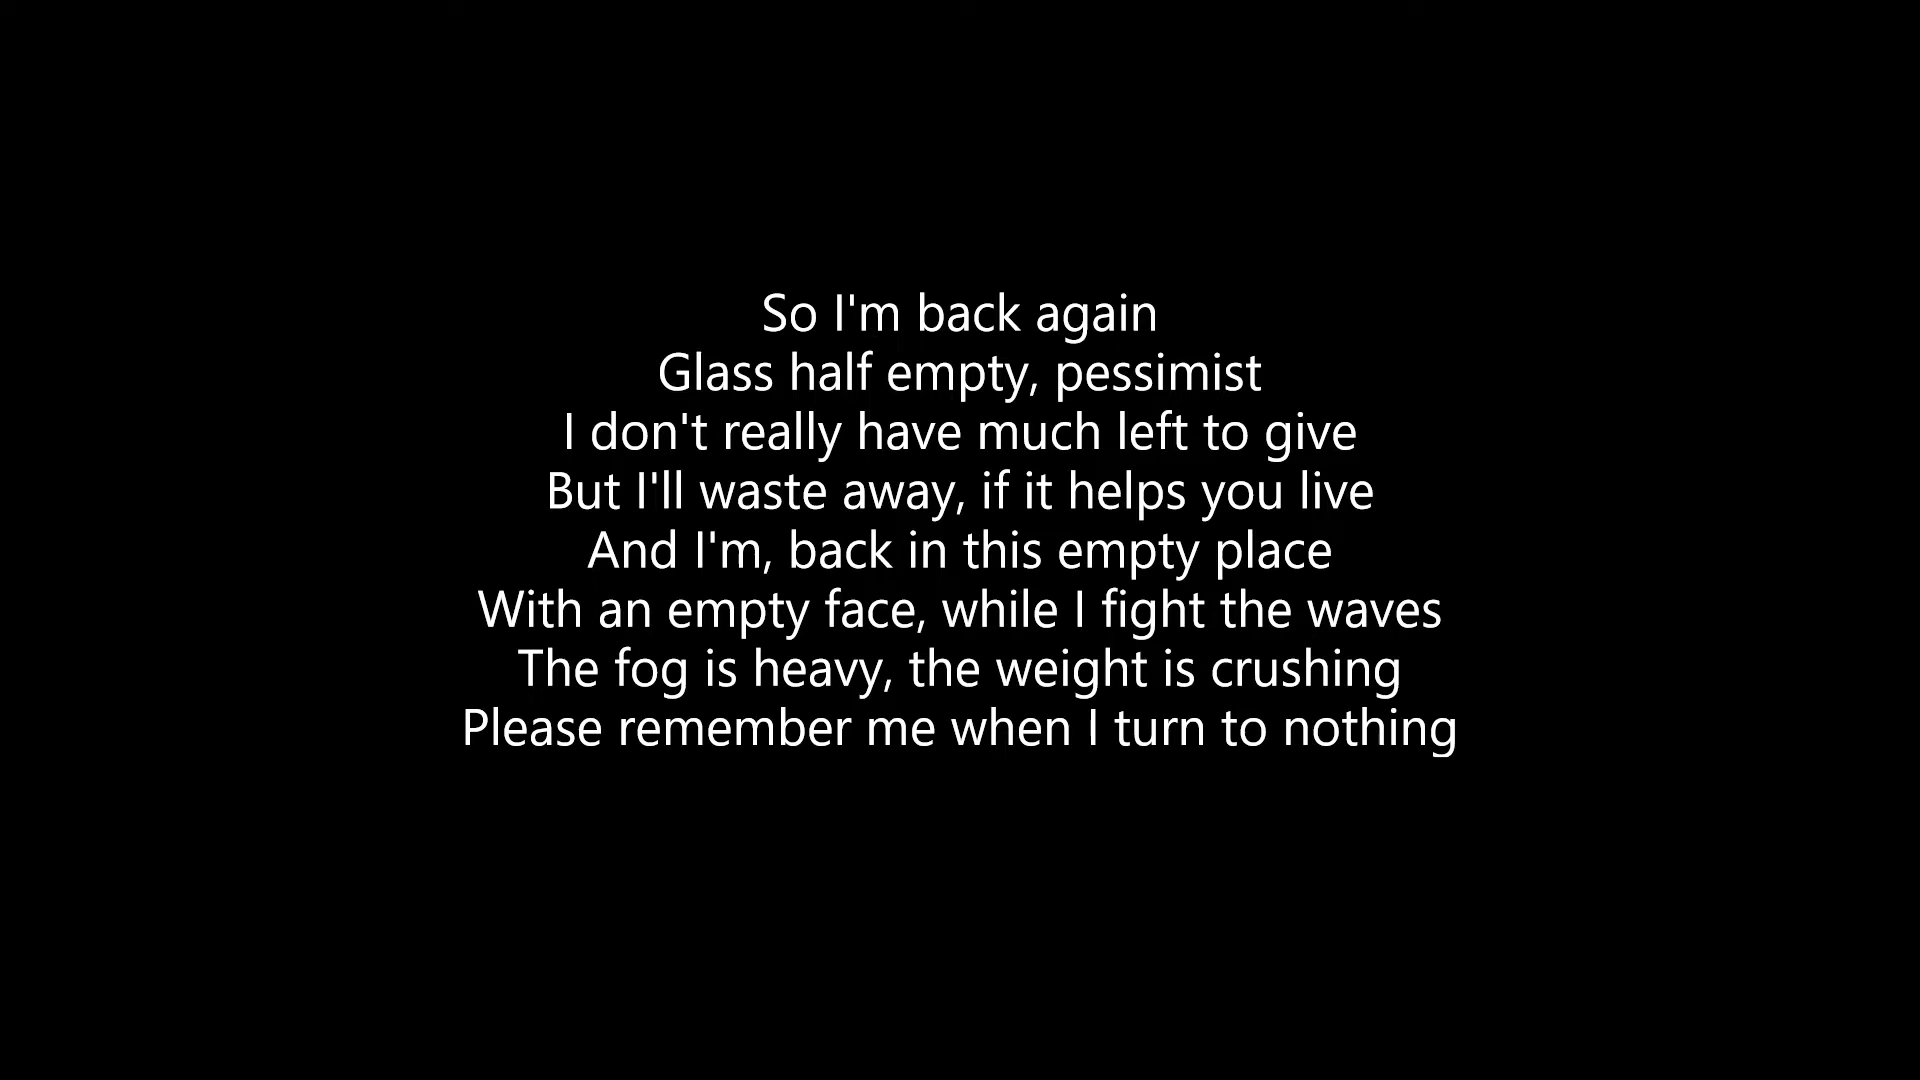 So I'm back again
Glass half empty, pessimist
I don't really have much left to give
But I'll waste away, if it helps you live
And I'm, back in this empty place
With an empty face, while I fight the waves
The fog is heavy, the weight is crushing
Please remember me when I turn to nothing